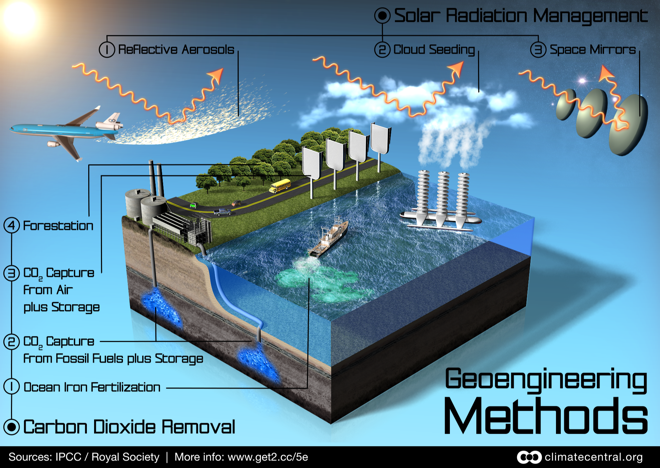 Solar Radiation Management
1 Reflective Aerosols
2 Cloud Seeding
3 Space Mirrors
4 Forestation
3 CO₂ Capture
From Air
plus Storage
2 CO₂ Capture
From Fossil Fuels plus Storage
1 Ocean Iron Fertilization
Carbon Dioxide Removal
Geoengineering
Methods
Sources: IPCC / Royal Society | More info: www.get2.cc/5e
climatecentral.org